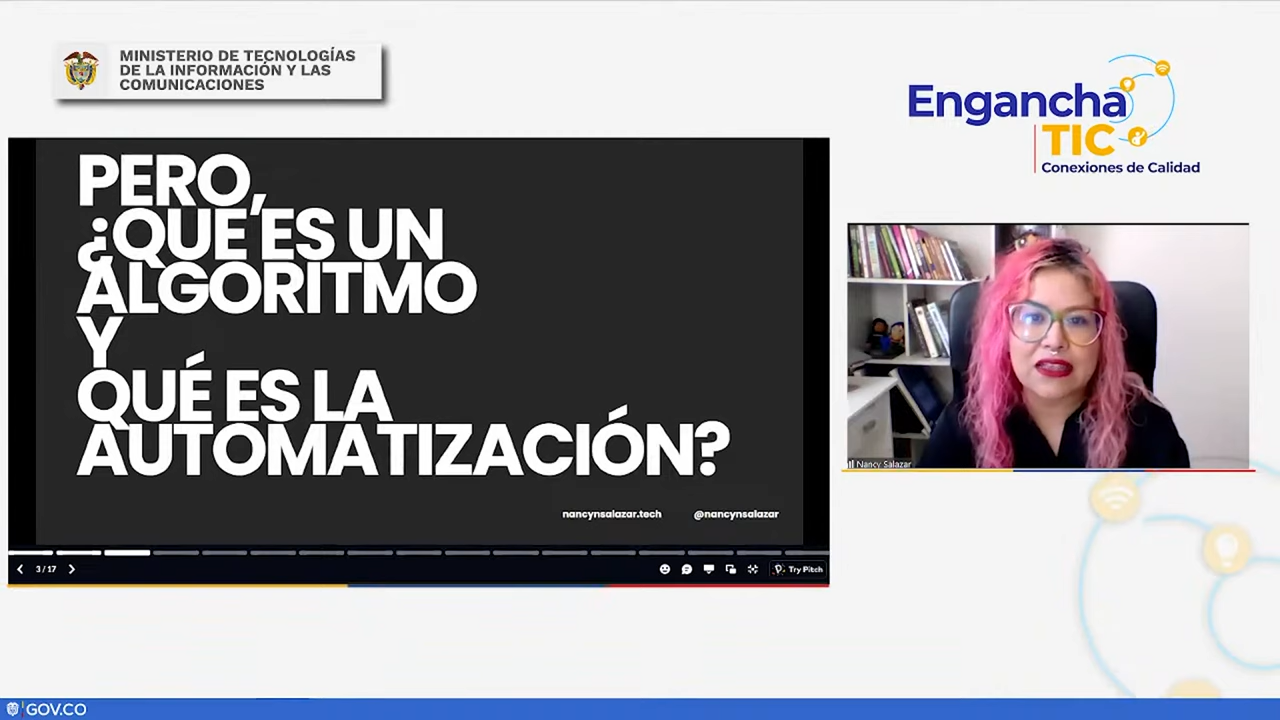 MINISTERIO DE TECNOLOGÍAS
DE LA INFORMACIÓN Y LAS
COMUNICACIONES
Engancha
TIC
Conexiones de Calidad
PERO,
¿QUÉ ES UN
ALGORITMO
Y
QUÉ ES LA
AUTOMATIZACIÓN?
nancynsalazar.tech @nancynsalazar
3 / 17
Try Pitch
Nancy Salazar
GOV.CO